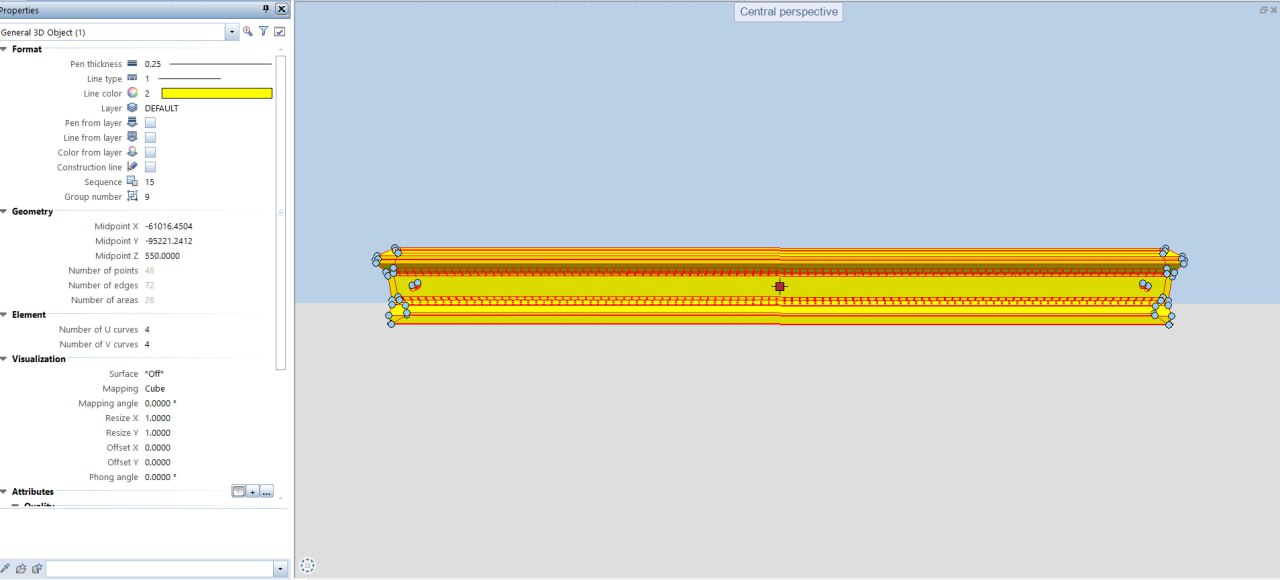 Properties
Central perspective
General 3D Object (1)
Format
Pen thickness 0.25
Line type 1
Line color 2
Layer DEFAULT
Pen from layer
Line from layer
Color from layer
Construction line
Sequence 15
Group number 9
Geometry
Midpoint X -61016.4504
Midpoint Y -95221.2412
Midpoint Z 550.0000
Number of points 48
Number of edges 72
Number of areas 26
Element
Number of U curves 4
Number of V curves 4
Visualization
Surface *Off*
Mapping Cube
Mapping angle 0.0000 °
Resize X 1.0000
Resize Y 1.0000
Offset X 0.0000
Offset Y 0.0000
Phong angle 0.0000 °
Attributes
Quality